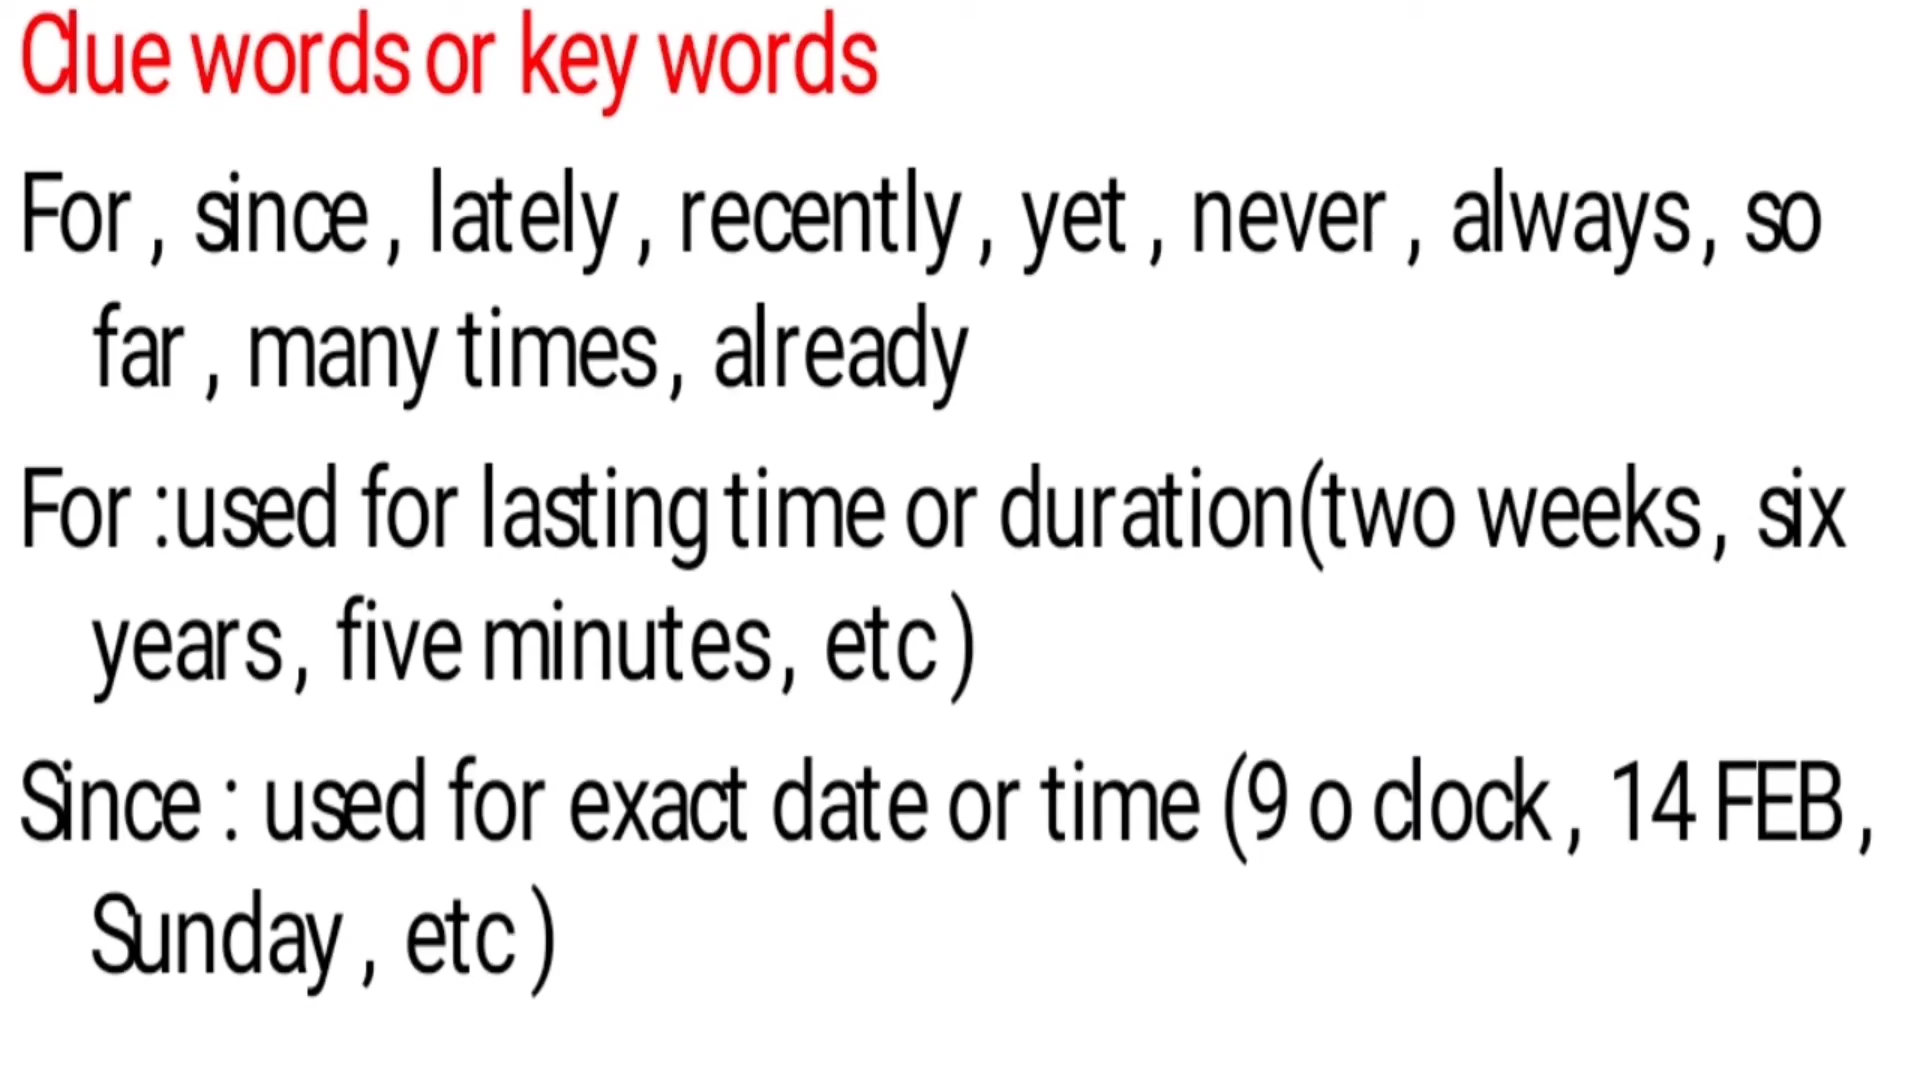 Clue words or key words
For , since , lately , recently , yet , never , always , so
far , many times , already
For :used for lasting time or duration(two weeks , six
years , five minutes , etc )
Since : used for exact date or time (9 o clock , 14 FEB ,
Sunday , etc )